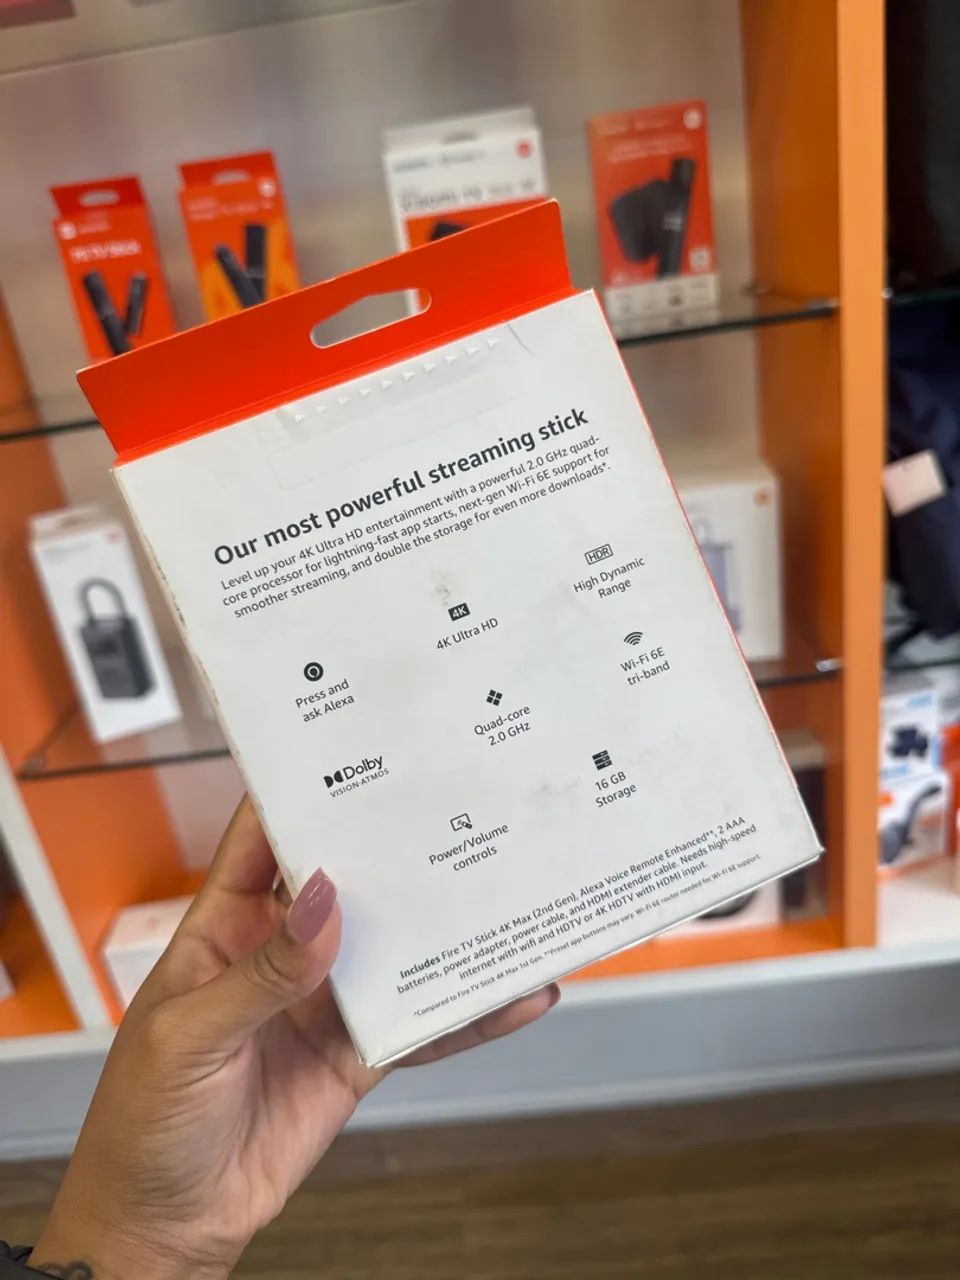 Our most powerful streaming stick
Level up your 4K Ultra HD entertainment with a powerful 2.0 GHz quad-
core processor for lightning-fast app starts, next-gen Wi-Fi 6E support for
smoother streaming, and double the storage for even more downloads*.
HDR
High Dynamic
Range
4K
4K Ultra HD
Press and
ask Alexa
Wi-Fi 6E
tri-band
Quad-core
2.0 GHz
Dolby
VISION·ATMOS
16 GB
Storage
Power/Volume
controls
Includes Fire TV Stick 4K Max (2nd Gen), Alexa Voice Remote Enhanced**, 2 AAA
batteries, power adapter, power cable, and HDMI extender cable. Needs high-speed
internet with wifi and HDTV or 4K HDTV with HDMI input.
*Compared to Fire TV Stick 4K Max 1st Gen. **Preset app buttons may vary. Wi-Fi 6E router needed for Wi-Fi 6E support.